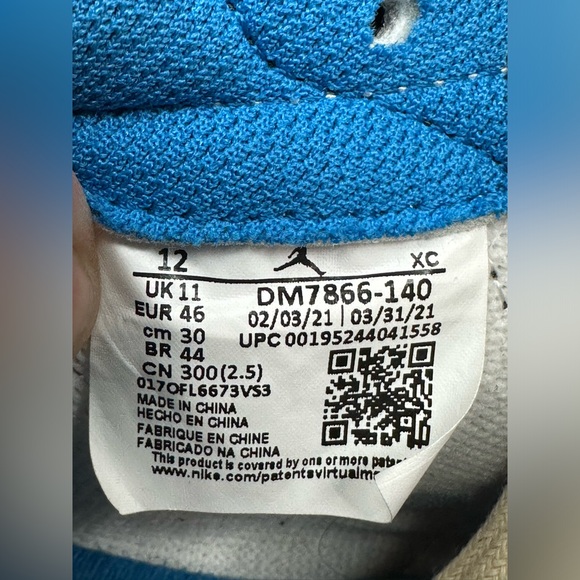 12 XC
UK 11 DM7866-140
EUR 46 02/03/21 | 03/31/21
cm 30 UPC 00195244041558
BR 44
CN 300 (2.5)
017OFL6673VS3
MADE IN CHINA
HECHO EN CHINA
FABRIQUE EN CHINE
FABRICADO NA CHINA
This product is covered by one or more
www.nike.com/patents